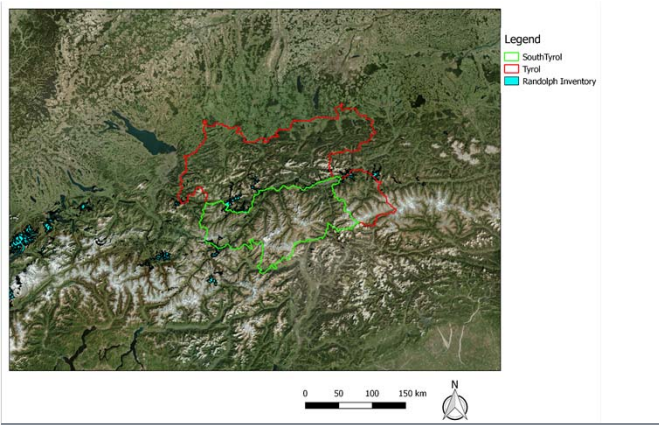 Legend
SouthTyrol
Tyrol
Randolph Inventory
0 50 100 150 km
N